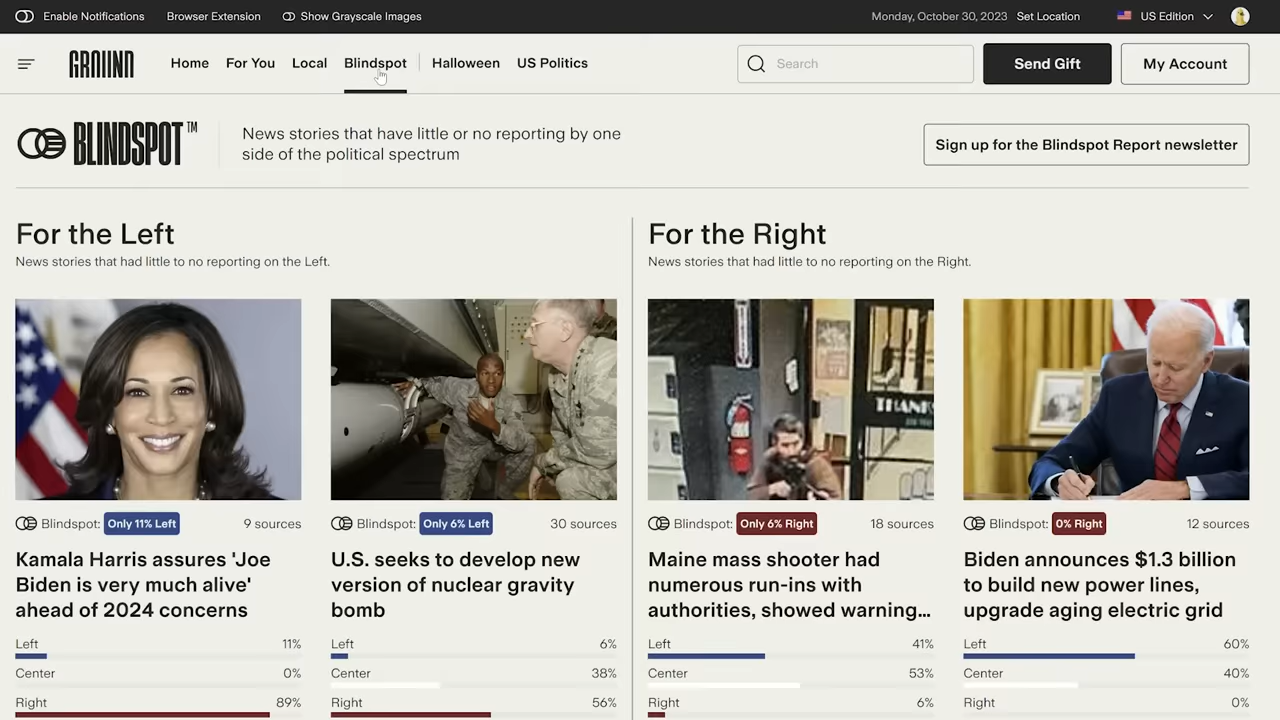 Enable Notifications Browser Extension Show Grayscale Images Monday, October 30, 2023 Set Location US Edition
GROUND Home For You Local Blindspot Halloween US Politics Search Send Gift My Account
BLINDSPOT™
News stories that have little or no reporting by one
side of the political spectrum
Sign up for the Blindspot Report newsletter
For the Left
News stories that had little to no reporting on the Left.
Blindspot: Only 11% Left 9 sources
Kamala Harris assures 'Joe
Biden is very much alive'
ahead of 2024 concerns
Left 11%
Center 0%
Right 89%
Blindspot: Only 6% Left 30 sources
U.S. seeks to develop new
version of nuclear gravity
bomb
Left 6%
Center 38%
Right 56%
For the Right
News stories that had little to no reporting on the Right.
THANK
Blindspot: Only 6% Right 18 sources
Maine mass shooter had
numerous run-ins with
authorities, showed warning...
Left 41%
Center 53%
Right 6%
Blindspot: 0% Right 12 sources
Biden announces $1.3 billion
to build new power lines,
upgrade aging electric grid
Left 60%
Center 40%
Right 0%